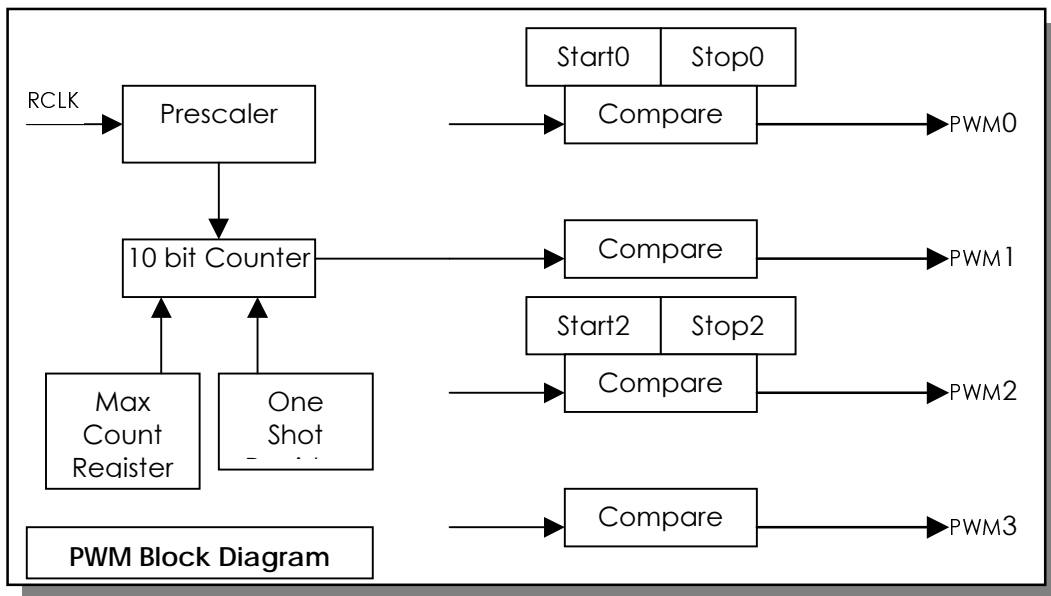 Start0 Stop0
RCLK
Prescaler
Compare
PWM0
10 bit Counter
Compare
PWM1
Start2 Stop2
Compare
PWM2
Max
Count
Register
One
Shot
Compare
PWM3
PWM Block Diagram